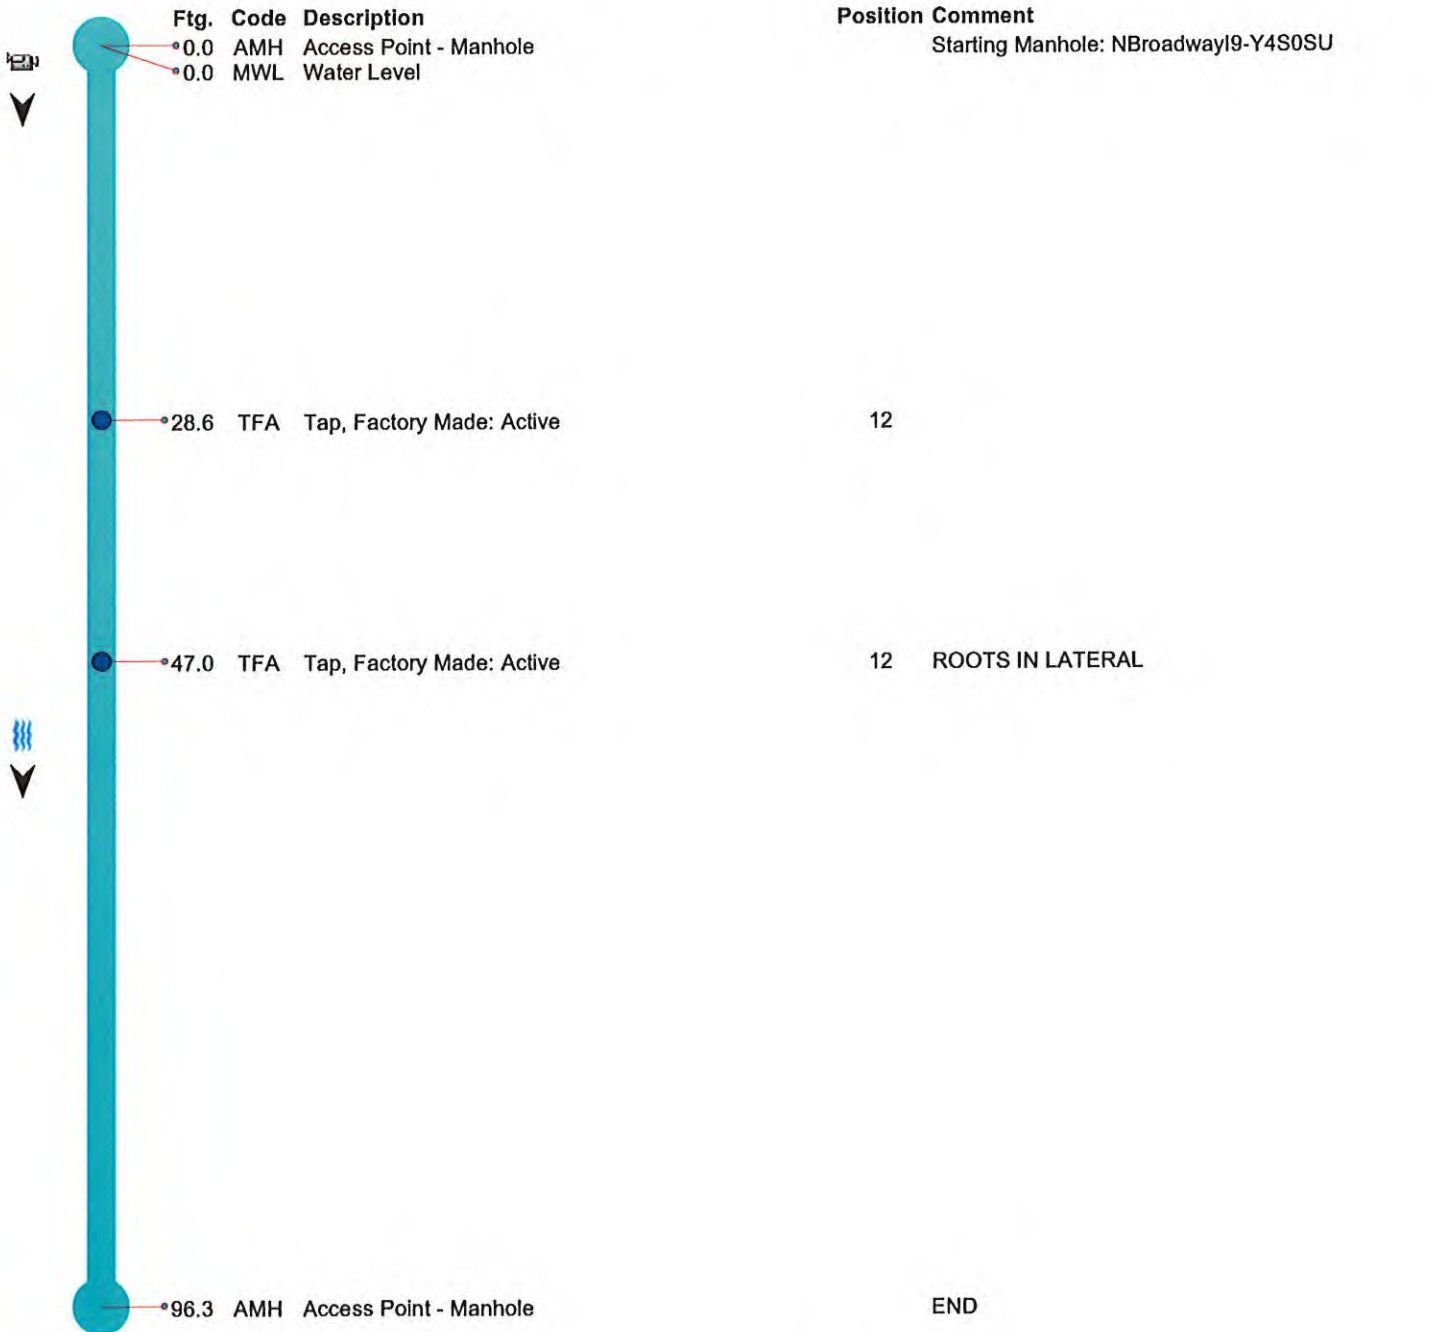 Ftg. Code Description Position Comment
0.0 AMH Access Point - Manhole Starting Manhole: NBroadwayI9-Y4S0SU
0.0 MWL Water Level
28.6 TFA Tap, Factory Made: Active 12
47.0 TFA Tap, Factory Made: Active 12 ROOTS IN LATERAL
96.3 AMH Access Point - Manhole END